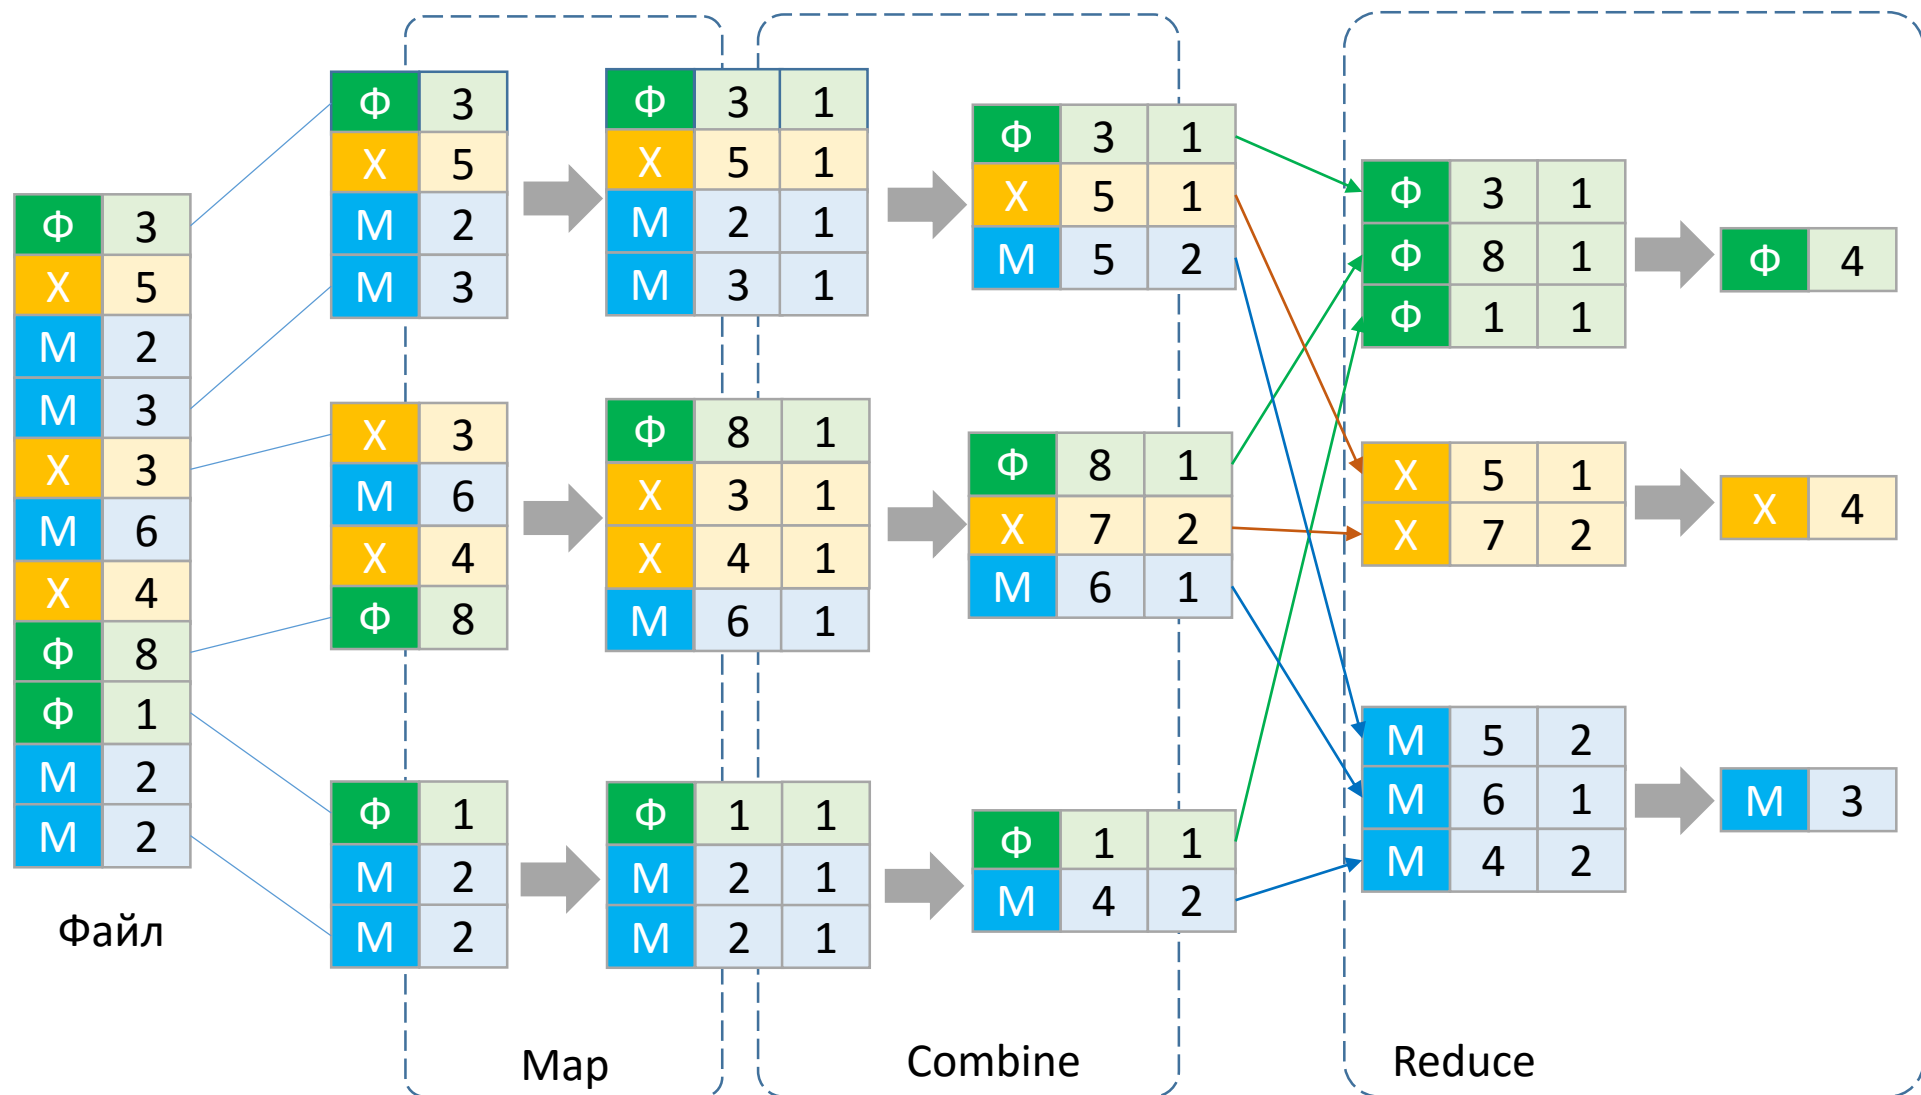 Ф 3
Х 5
М 2
М 3
Х 3
М 6
Х 4
Ф 8
Ф 1
М 2
М 2
Файл
Ф 3
Х 5
М 2
М 3
Х 3
М 6
Х 4
Ф 8
Ф 1
М 2
М 2
Ф 3 1
Х 5 1
М 2 1
М 3 1
Ф 8 1
Х 3 1
Х 4 1
М 6 1
Ф 1 1
М 2 1
М 2 1
Map
Ф 3 1
Х 5 1
М 5 2
Ф 8 1
Х 7 2
М 6 1
Ф 1 1
М 4 2
Combine
Ф 3 1
Ф 8 1
Ф 1 1
Х 5 1
Х 7 2
М 5 2
М 6 1
М 4 2
Ф 4
Х 4
М 3
Reduce